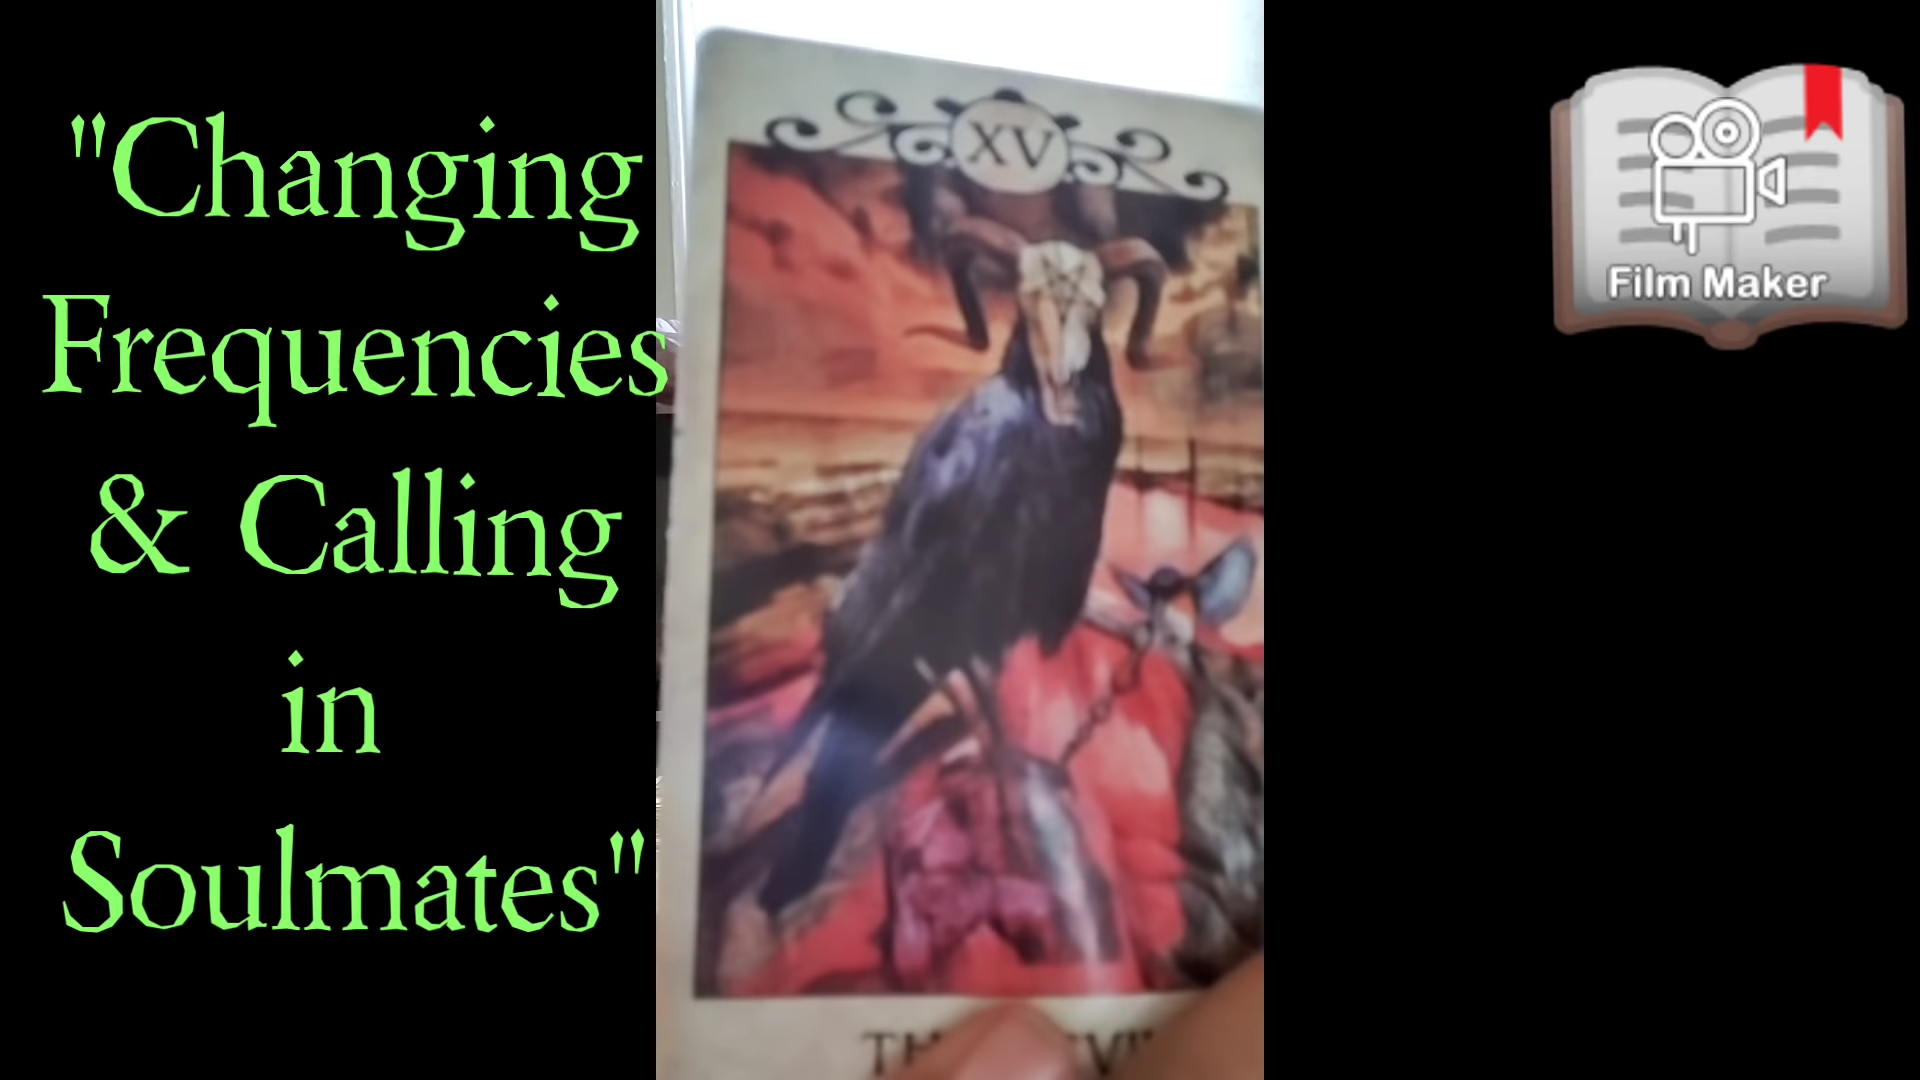 "Changing
Frequencies
& Calling
in
Soulmates"
XV
Film Maker